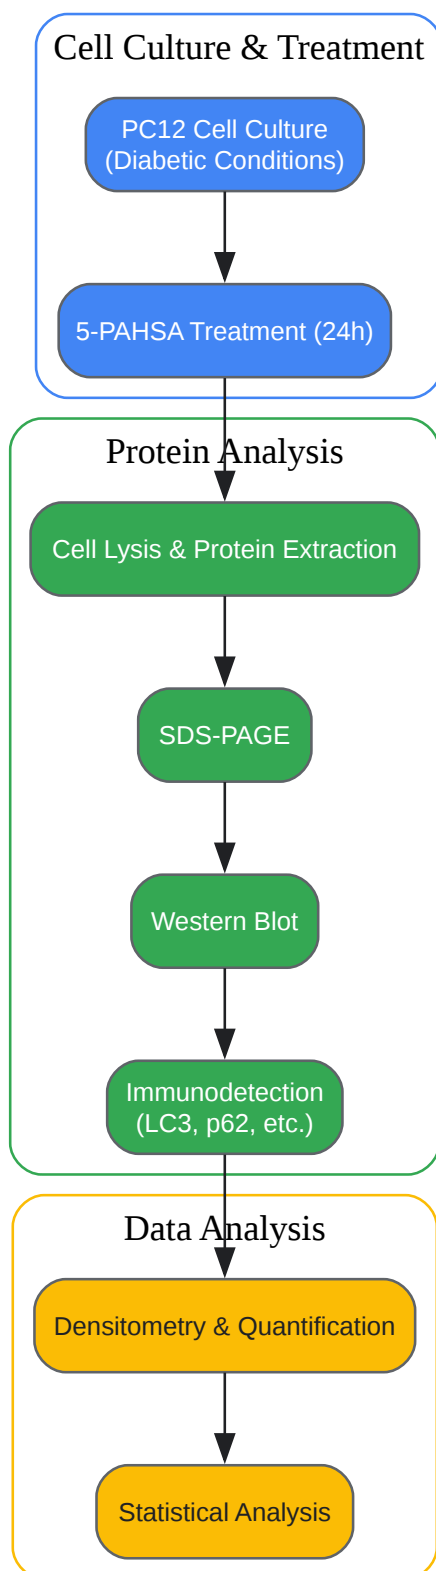 Cell Culture & Treatment
PC12 Cell Culture
(Diabetic Conditions)
5-PAHSA Treatment (24h)
Protein Analysis
Cell Lysis & Protein Extraction
SDS-PAGE
Western Blot
Immunodetection
(LC3, p62, etc.)
Data Analysis
Densitometry & Quantification
Statistical Analysis